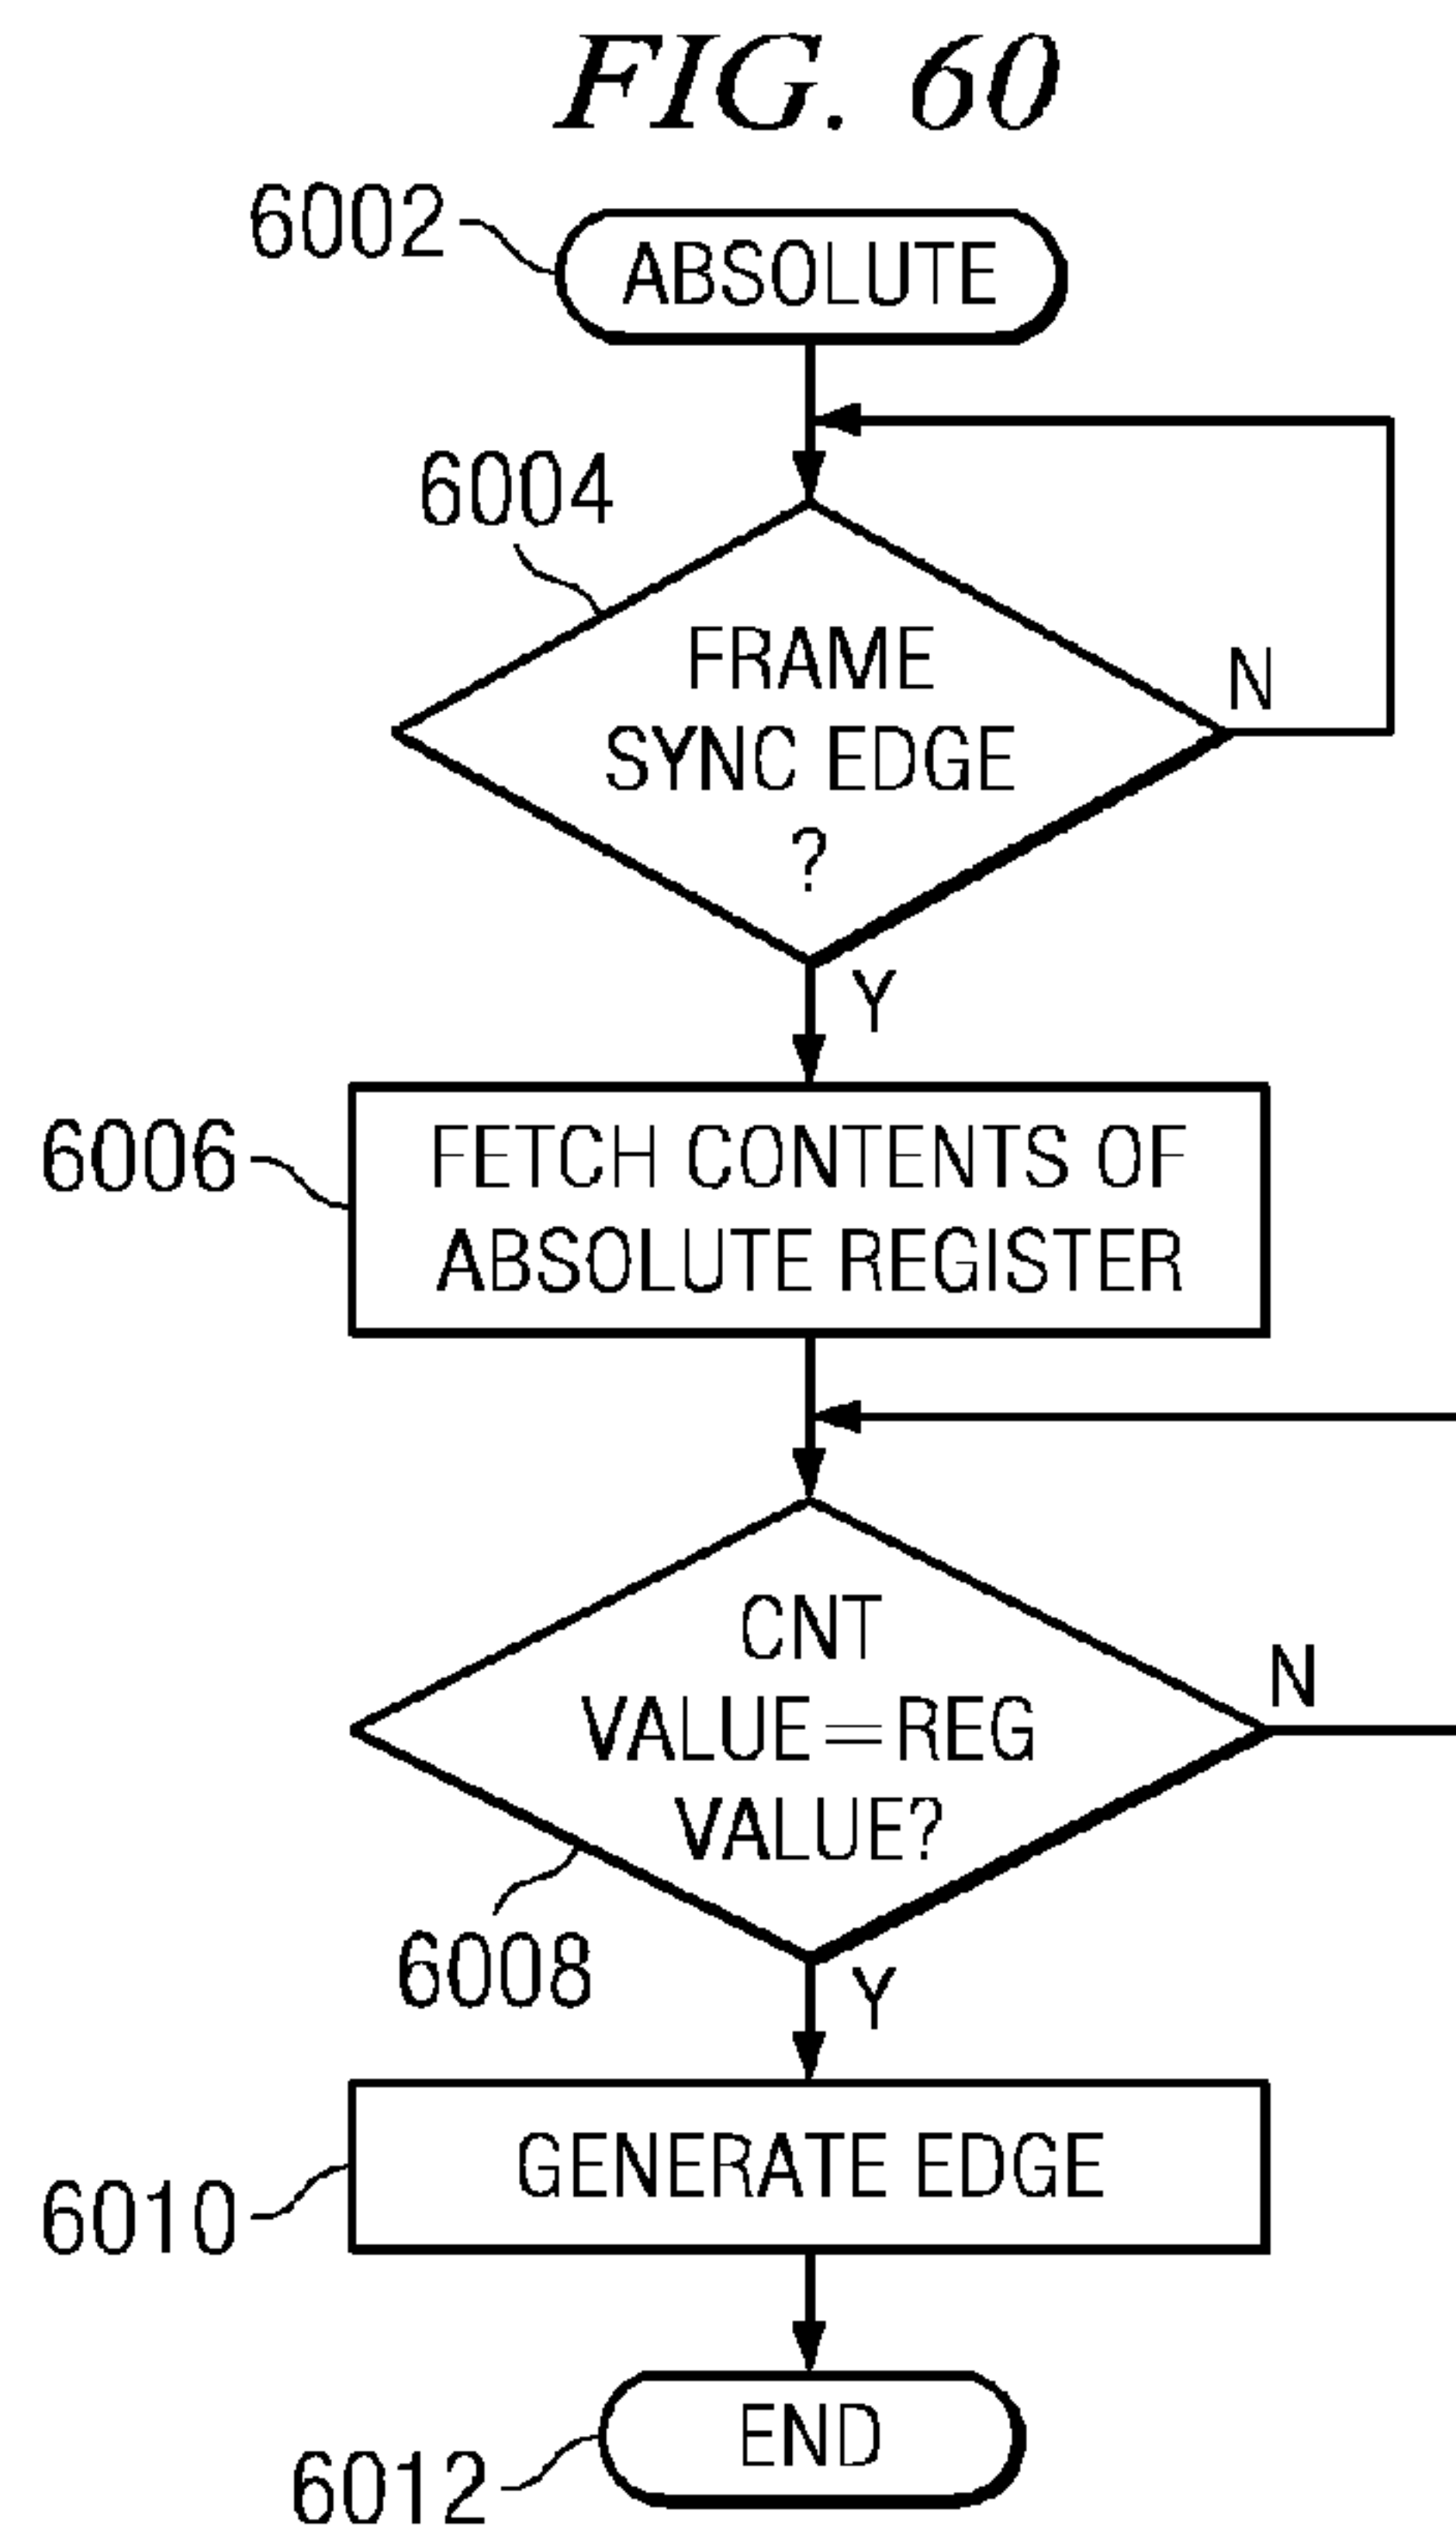 FIG. 60
6002
ABSOLUTE
6004
FRAME
SYNC EDGE
?
N
Y
6006
FETCH CONTENTS OF
ABSOLUTE REGISTER
CNT
VALUE=REG
VALUE?
N
6008
Y
GENERATE EDGE
6010
END
6012